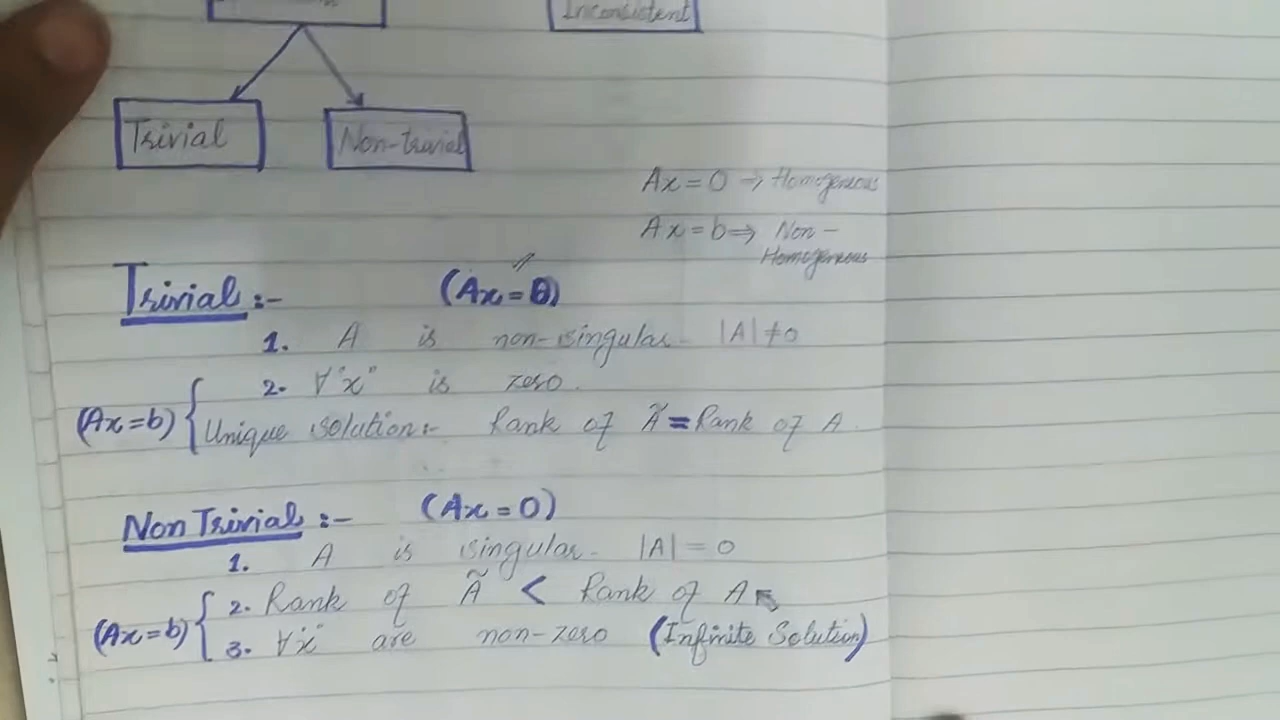 Inconsistent
Trivial
Non-trivial
Ax = 0 → Homogeneous
Ax = b ⇒ Non-
Homogeneous
Trivial :- (Ax = 0)
1. A is non-singular. |A| ≠ 0
2. ∀ "x" is zero.
(Ax=b) { Unique solution:- Rank of Ã = Rank of A.
Non Trivial :- (Ax = 0)
1. A is singular. |A| = 0
(Ax=b) { 2. Rank of Ã < Rank of A
3. ∀ "x" are non-zero (Infinite Solution)